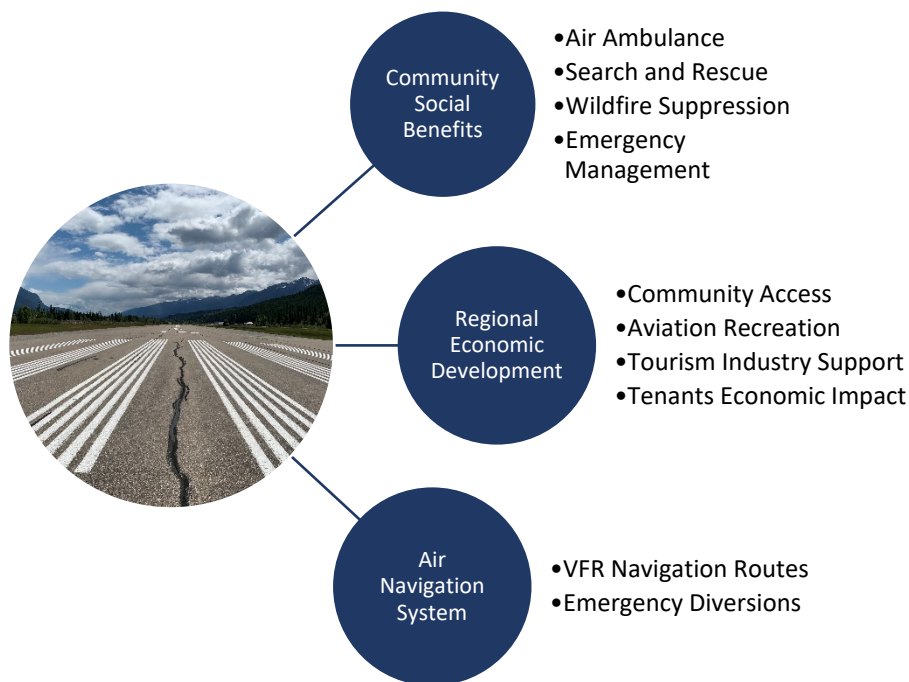 Community
Social
Benefits
•Air Ambulance
•Search and Rescue
•Wildfire Suppression
•Emergency
Management
Regional
Economic
Development
•Community Access
•Aviation Recreation
•Tourism Industry Support
•Tenants Economic Impact
Air
Navigation
System
•VFR Navigation Routes
•Emergency Diversions